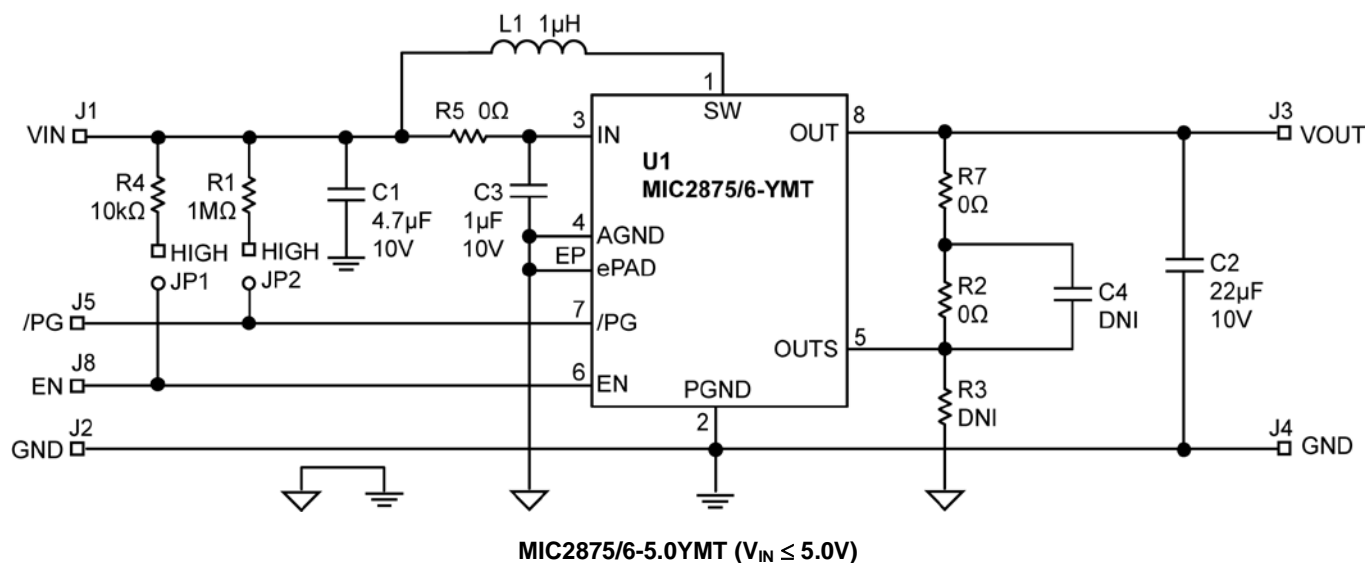 L1 1µH
1
SW
J1
VIN
R5 0Ω
3
IN
OUT
8
J3
VOUT
U1
MIC2875/6-YMT
R4
10kΩ
R1
1MΩ
C1
4.7µF
10V
C3
1µF
10V
R7
0Ω
4
AGND
EP
ePAD
HIGH
HIGH
JP1
JP2
R2
0Ω
C4
DNI
C2
22µF
10V
J5
/PG
7
/PG
OUTS
5
J8
EN
6
EN
PGND
2
R3
DNI
J2
GND
J4
GND
MIC2875/6-5.0YMT (VIN ≤ 5.0V)